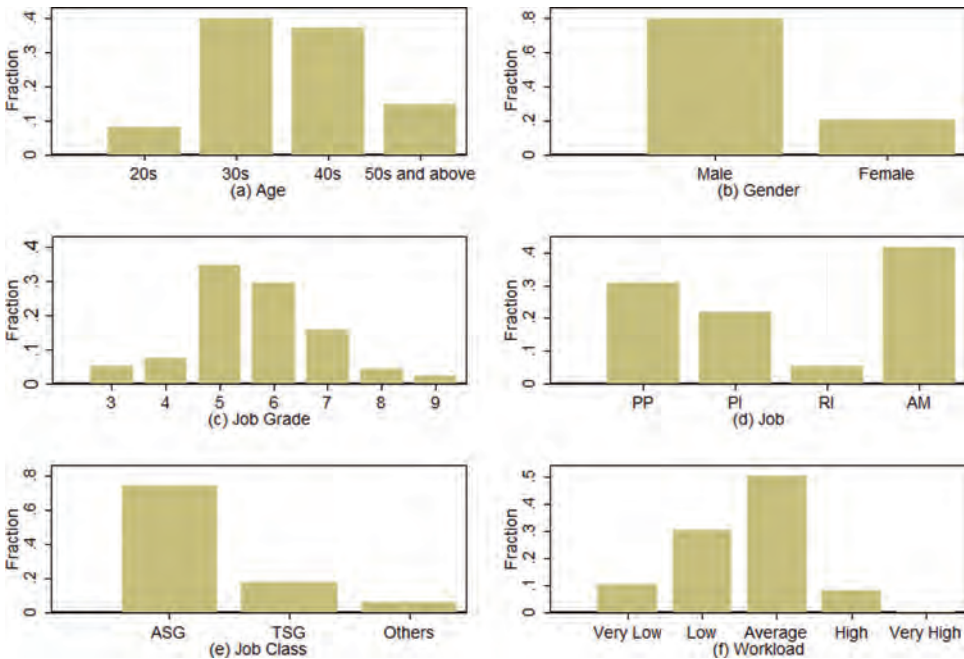 Fraction
0 .1 .2 .3 .4
20s 30s 40s 50s and above
(a) Age
Fraction
0 .2 .4 .6 .8
Male Female
(b) Gender
Fraction
0 .1 .2 .3 .4
3 4 5 6 7 8 9
(c) Job Grade
Fraction
0 .1 .2 .3 .4
PP PI RI AM
(d) Job
Fraction
0 .2 .4 .6 .8
ASG TSG Others
(e) Job Class
Fraction
0 .1 .2 .3 .4 .5
Very Low Low Average High Very High
(f) Workload